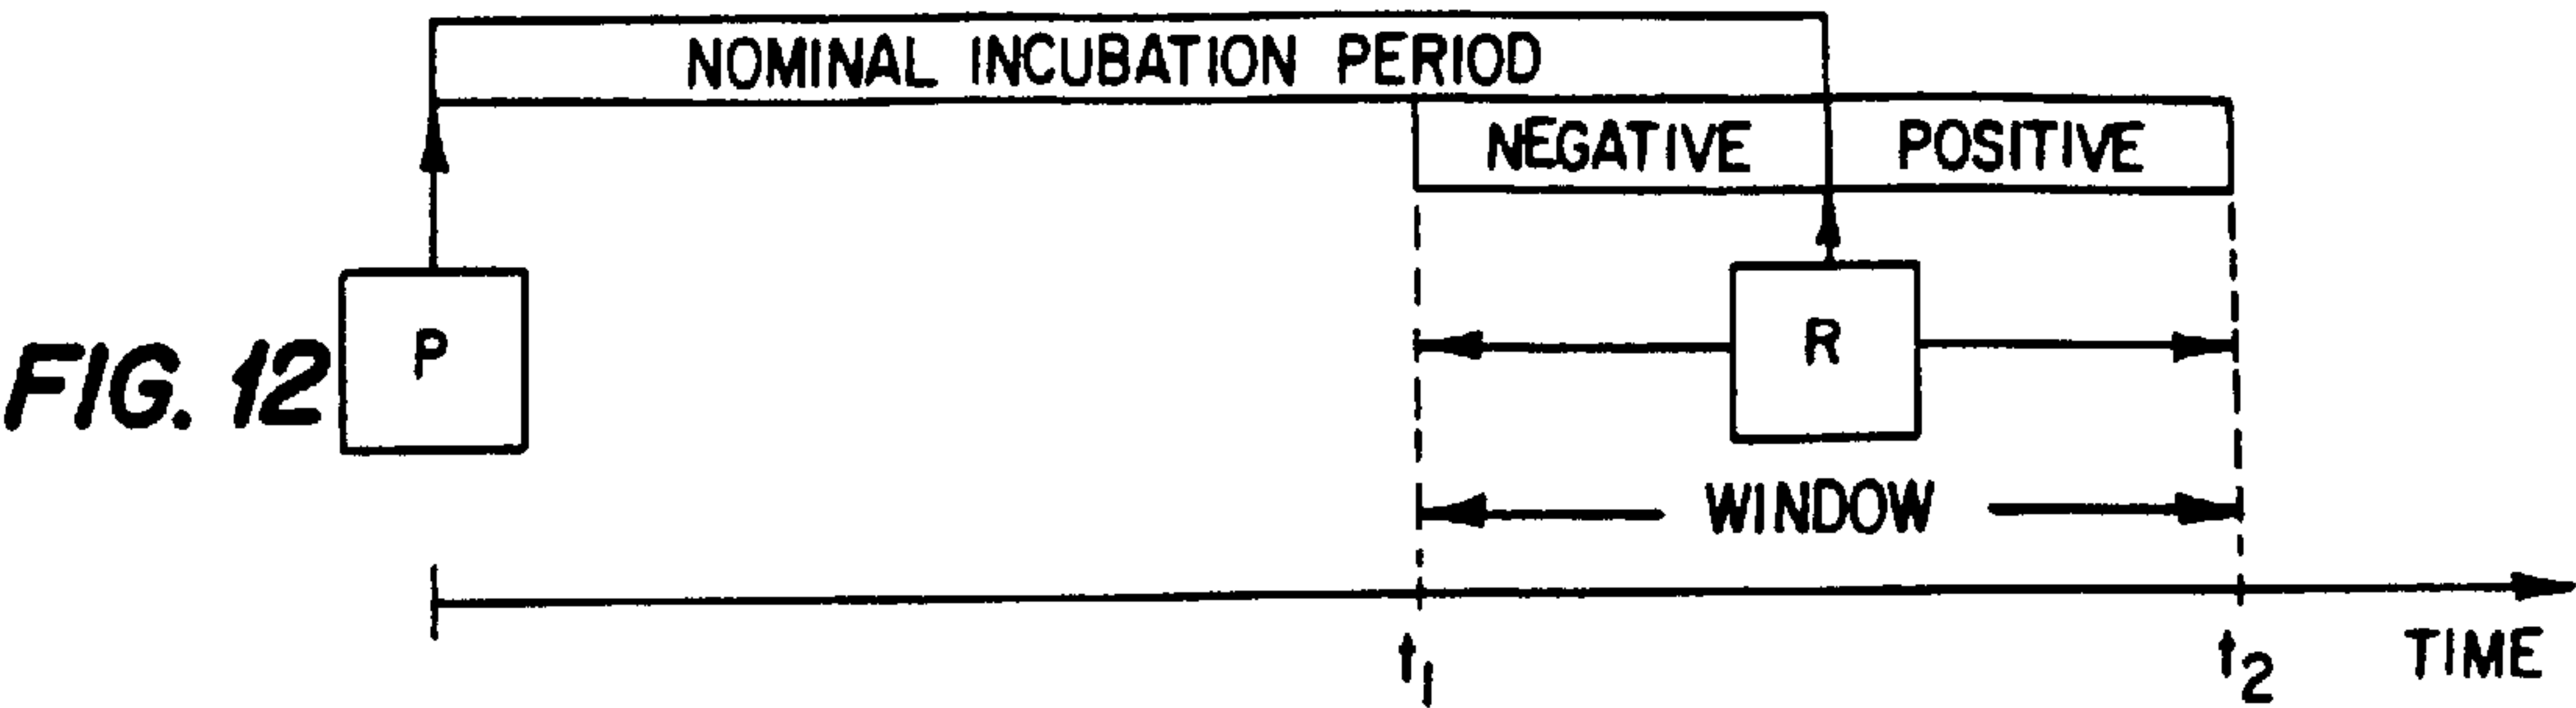 NOMINAL INCUBATION PERIOD
NEGATIVE POSITIVE
FIG. 12 P R
WINDOW
t1 t2 TIME